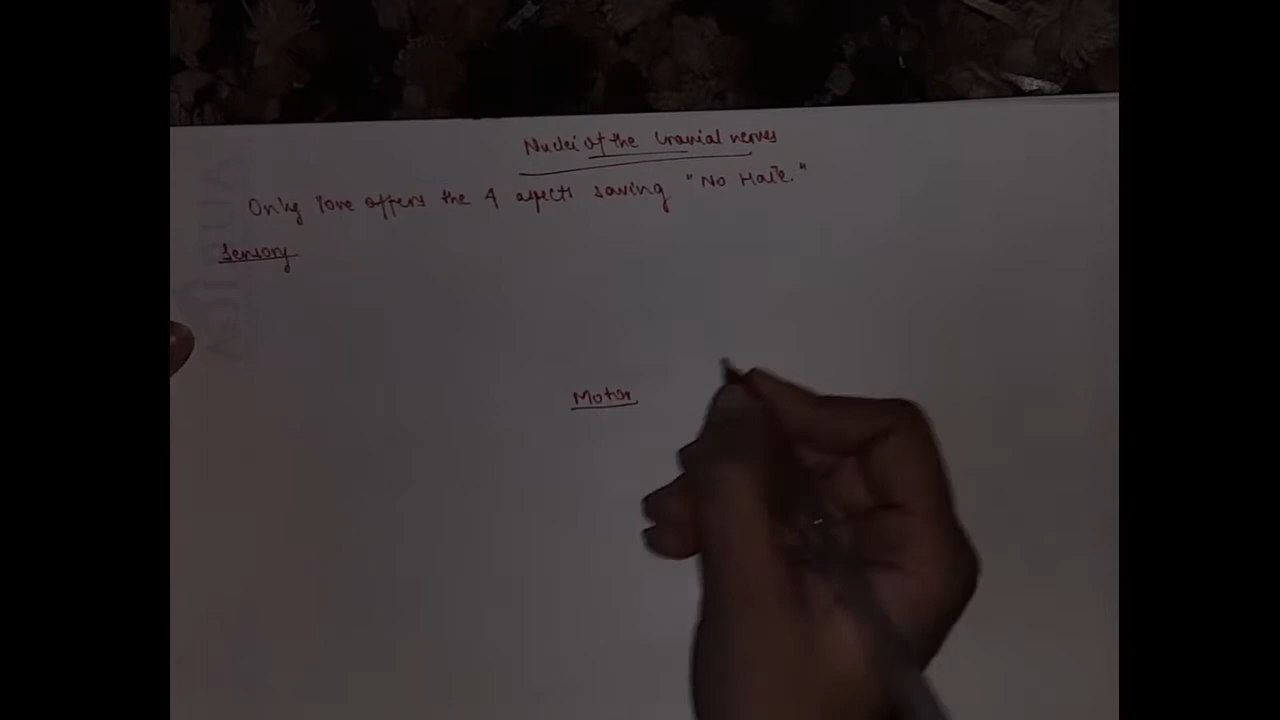 Nuclei of the cranial nerves
Only love offers the 4 aspects saving "No Hate."
Sensory
Motor